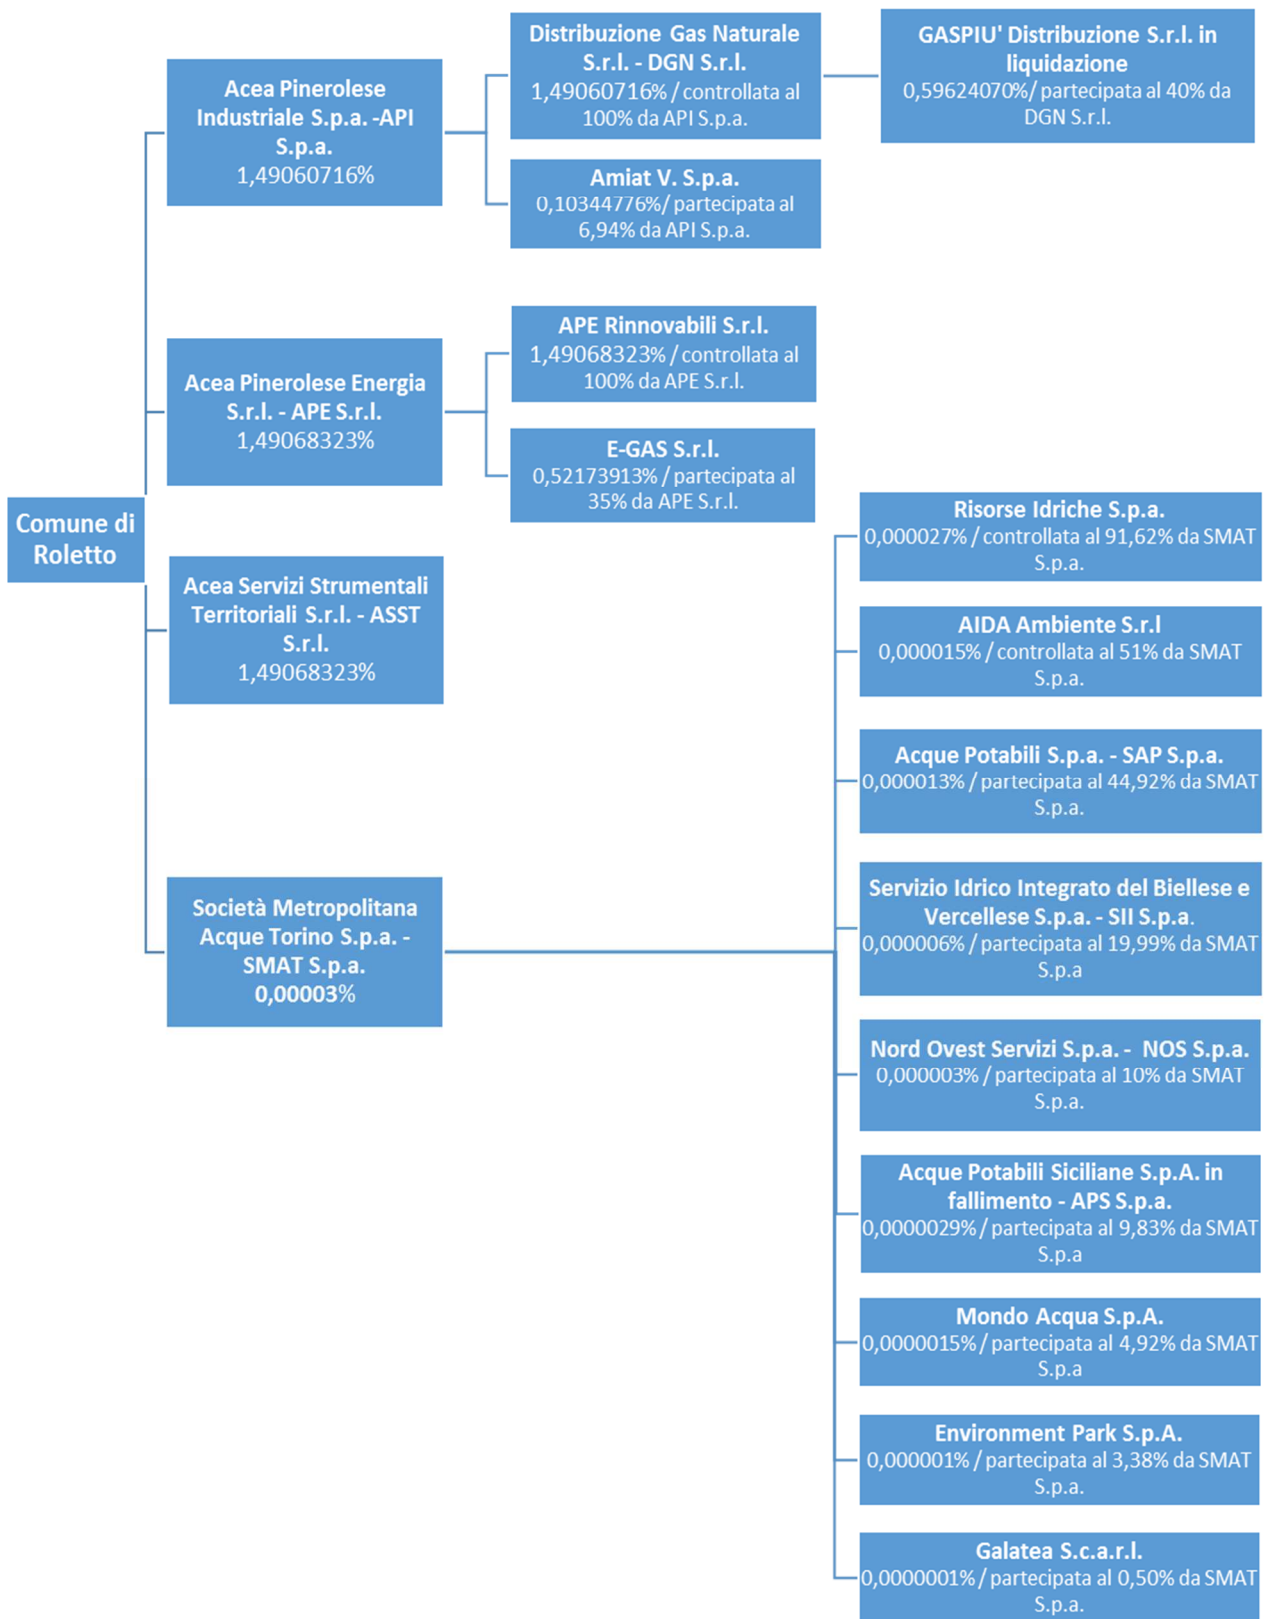 Comune di
Roletto
Acea Pinerolese
Industriale S.p.a. -API
S.p.a.
1,49060716%
Distribuzione Gas Naturale
S.r.l. - DGN S.r.l.
1,49060716% / controllata al
100% da API S.p.a.
GASPIU' Distribuzione S.r.l. in
liquidazione
0,59624070%/ partecipata al 40% da
DGN S.r.l.
Amiat V. S.p.a.
0,10344776%/ partecipata al
6,94% da API S.p.a.
Acea Pinerolese Energia
S.r.l. - APE S.r.l.
1,49068323%
APE Rinnovabili S.r.l.
1,49068323% / controllata al
100% da APE S.r.l.
E-GAS S.r.l.
0,52173913% / partecipata al
35% da APE S.r.l.
Acea Servizi Strumentali
Territoriali S.r.l. - ASST
S.r.l.
1,49068323%
Società Metropolitana
Acque Torino S.p.a. -
SMAT S.p.a.
0,00003%
Risorse Idriche S.p.a.
0,000027% / controllata al 91,62% da SMAT
S.p.a.
AIDA Ambiente S.r.l
0,000015% / controllata al 51% da SMAT
S.p.a.
Acque Potabili S.p.a. - SAP S.p.a.
0,000013% / partecipata al 44,92% da SMAT
S.p.a.
Servizio Idrico Integrato del Biellese e
Vercellese S.p.a. - SII S.p.a.
0,000006% / partecipata al 19,99% da SMAT
S.p.a
Nord Ovest Servizi S.p.a. - NOS S.p.a.
0,000003% / partecipata al 10% da SMAT
S.p.a.
Acque Potabili Siciliane S.p.A. in
fallimento - APS S.p.a.
0,0000029% / partecipata al 9,83% da SMAT
S.p.a
Mondo Acqua S.p.A.
0,0000015% / partecipata al 4,92% da SMAT
S.p.a
Environment Park S.p.A.
0,000001% / partecipata al 3,38% da SMAT
S.p.a.
Galatea S.c.a.r.l.
0,0000001% / partecipata al 0,50% da SMAT
S.p.a.